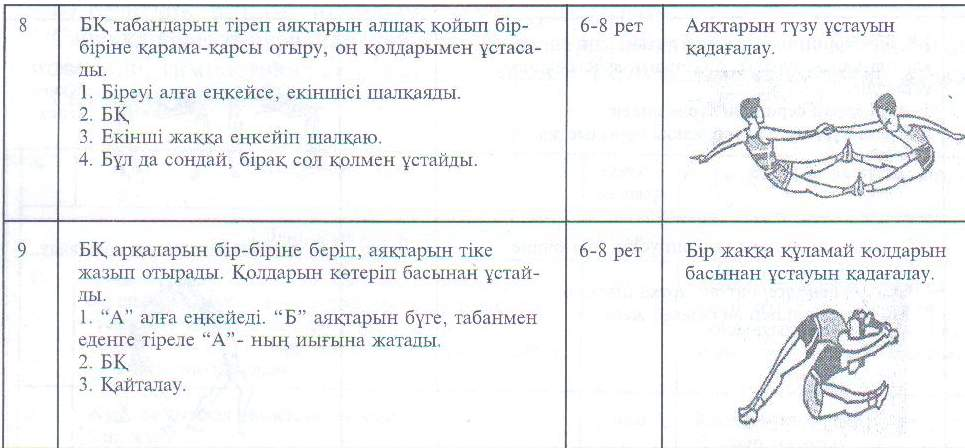 8
БҚ табандарын тіреп аяқтарын алшақ қойып бір-
біріне қарама-қарсы отыру, оң қолдарымен ұстаса-
ды.
1. Біреуі алға еңкейсе, екіншісі шалқаяды.
2. БҚ
3. Екінші жаққа еңкейіп шалқаю.
4. Бұл да сондай, бірақ сол қолмен ұстайды.
6-8 рет
Аяқтарын түзу ұстауын
қадағалау.
9
БҚ арқаларын бір-біріне беріп, аяқтарын тіке
жазып отырады. Қолдарын көтеріп басынан ұстай-
ды.
1. “А” алға еңкейеді. “Б” аяқтарын бүге, табанмен
еденге тіреле “А”- ның иығына жатады.
2. БҚ
3. Қайталау.
6-8 рет
Бір жаққа құламай қолдарын
басынан ұстауын қадағалау.